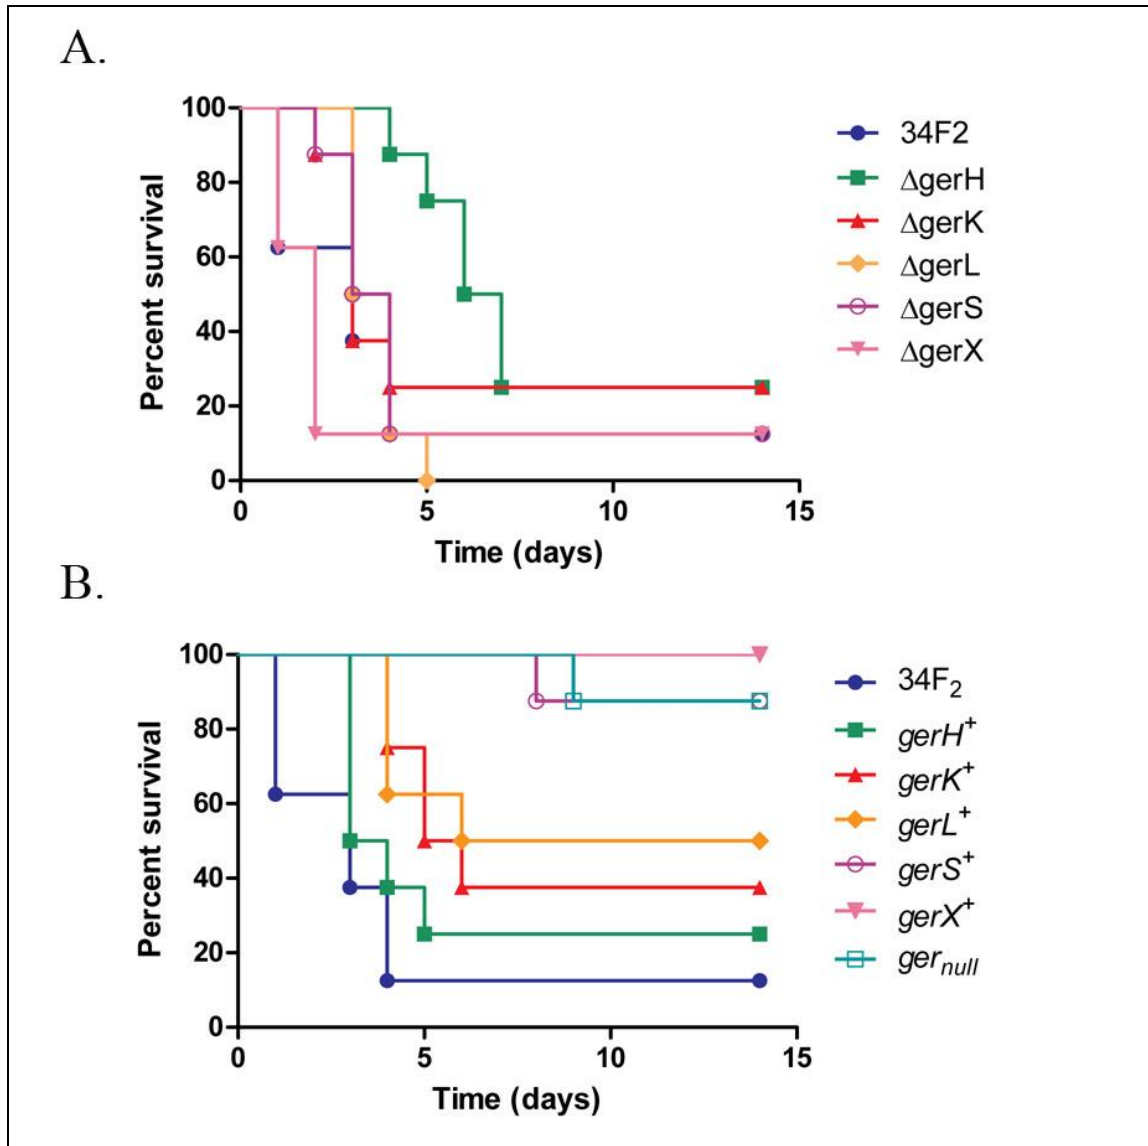 A.
100
80
60
40
20
0
0 5 10 15
Percent survival
Time (days)
34F2
ΔgerH
ΔgerK
ΔgerL
ΔgerS
ΔgerX
B.
100
80
60
40
20
0
0 5 10 15
Percent survival
Time (days)
34F₂
gerH⁺
gerK⁺
gerL⁺
gerS⁺
gerX⁺
ger_null